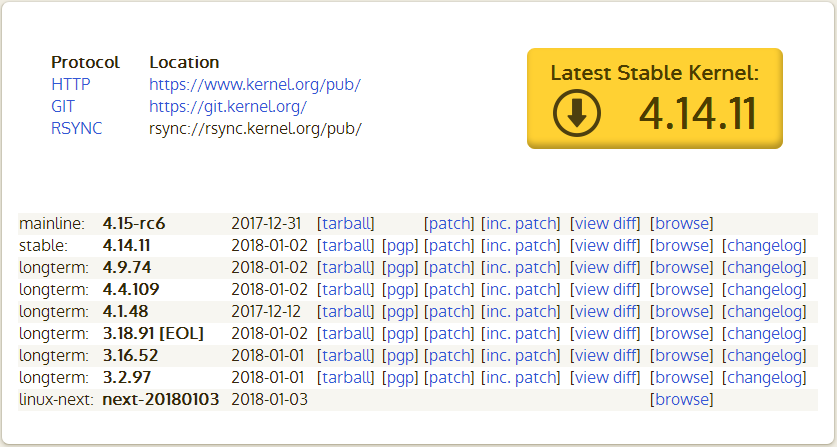 Protocol Location
HTTP https://www.kernel.org/pub/
GIT https://git.kernel.org/
RSYNC rsync://rsync.kernel.org/pub/
Latest Stable Kernel:
4.14.11
mainline: 4.15-rc6 2017-12-31 [tarball] [patch] [inc. patch] [view diff] [browse]
stable: 4.14.11 2018-01-02 [tarball] [pgp] [patch] [inc. patch] [view diff] [browse] [changelog]
longterm: 4.9.74 2018-01-02 [tarball] [pgp] [patch] [inc. patch] [view diff] [browse] [changelog]
longterm: 4.4.109 2018-01-02 [tarball] [pgp] [patch] [inc. patch] [view diff] [browse] [changelog]
longterm: 4.1.48 2017-12-12 [tarball] [pgp] [patch] [inc. patch] [view diff] [browse] [changelog]
longterm: 3.18.91 [EOL] 2018-01-02 [tarball] [pgp] [patch] [inc. patch] [view diff] [browse] [changelog]
longterm: 3.16.52 2018-01-01 [tarball] [pgp] [patch] [inc. patch] [view diff] [browse] [changelog]
longterm: 3.2.97 2018-01-01 [tarball] [pgp] [patch] [inc. patch] [view diff] [browse] [changelog]
linux-next: next-20180103 2018-01-03 [browse]